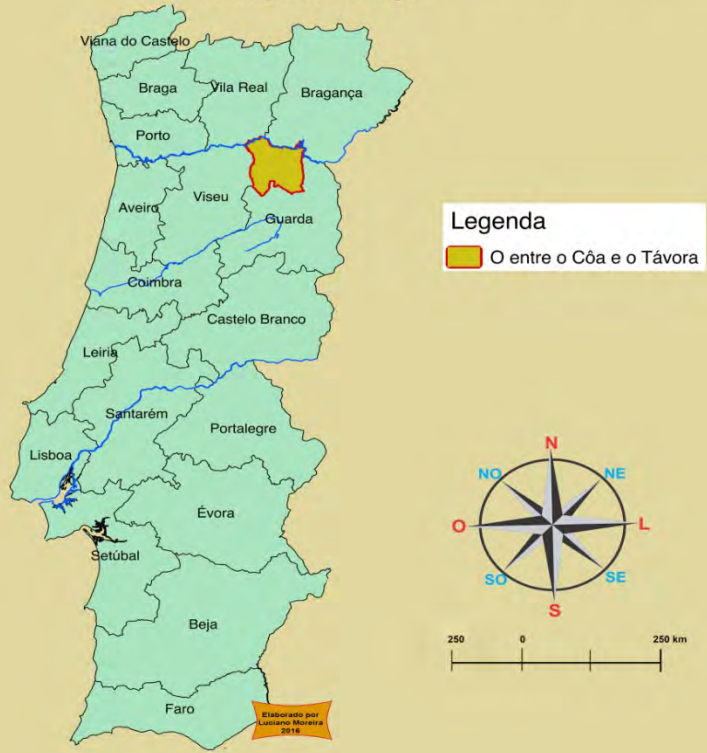 Viana do Castelo
Braga
Vila Real
Bragança
Porto
Aveiro
Viseu
Guarda
Coimbra
Castelo Branco
Leiria
Santarém
Portalegre
Lisboa
Évora
Setúbal
Beja
Faro
Elaborado por
Luciano Moreira
2016
Legenda
O entre o Côa e o Távora
N
NO
NE
O
L
SO
SE
S
250
0
250 km